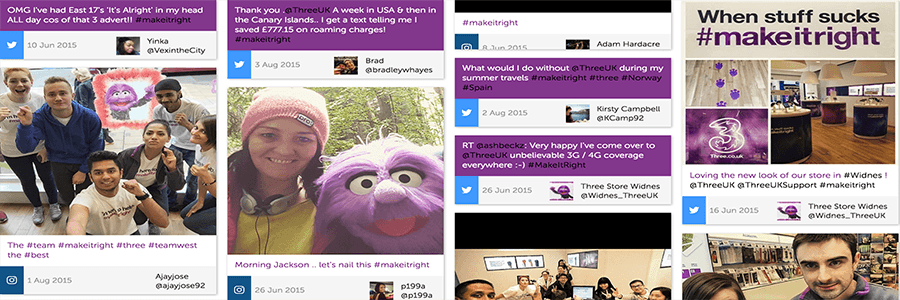 OMG I've had East 17's 'It's Alright' in my head
ALL day cos of that 3 advert!! #makeitright
10 Jun 2015
Yinka
@VexintheCity
The #team #makeitright #three #teamwest
the #best
1 Aug 2015
Ajayjose
@ajayjose92
Thank you .@ThreeUK A week in USA & then in
the Canary Islands.. I get a text telling me I
saved £777.15 on roaming charges!
#makeitright
3 Aug 2015
Brad
@bradleywhayes
Morning Jackson .. let's nail this #makeitright
26 Jun 2015
p199a
@p199a
#makeitright
8 Jun 2015
Adam Hardacre
What would I do without @ThreeUK during my
summer travels #makeitright #three #Norway
#Spain
2 Aug 2015
Kirsty Campbell
@KCamp92
RT @ashbeckz: Very happy I've come over to
@ThreeUK unbelievable 3G / 4G coverage
everywhere :-) #MakeItRight
26 Jun 2015
Three Store Widnes
@Widnes_ThreeUK
When stuff sucks
#makeitright
3
Three.co.uk
Loving the new look of our store in #Widnes !
@ThreeUK @ThreeUKSupport #makeitright
16 Jun 2015
Three Store Widnes
@Widnes_ThreeUK